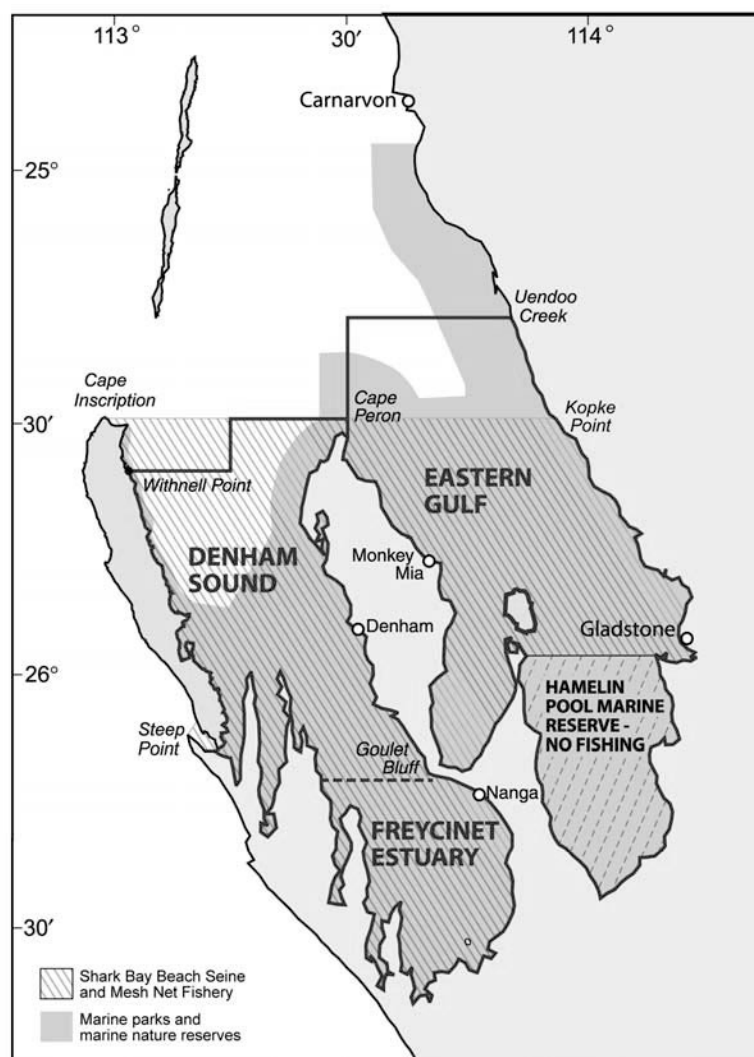 113°
30'
114°
Carnarvon
25°
Uendoo
Creek
Cape
Inscription
Cape
Peron
Kopke
Point
30'
Withnell Point
EASTERN
GULF
DENHAM
SOUND
Monkey
Mia
Denham
Gladstone
26°
HAMELIN
POOL MARINE
RESERVE -
NO FISHING
Steep
Point
Goulet
Bluff
Nanga
FREYCINET
ESTUARY
30'
Shark Bay Beach Seine
and Mesh Net Fishery
Marine parks and
marine nature reserves